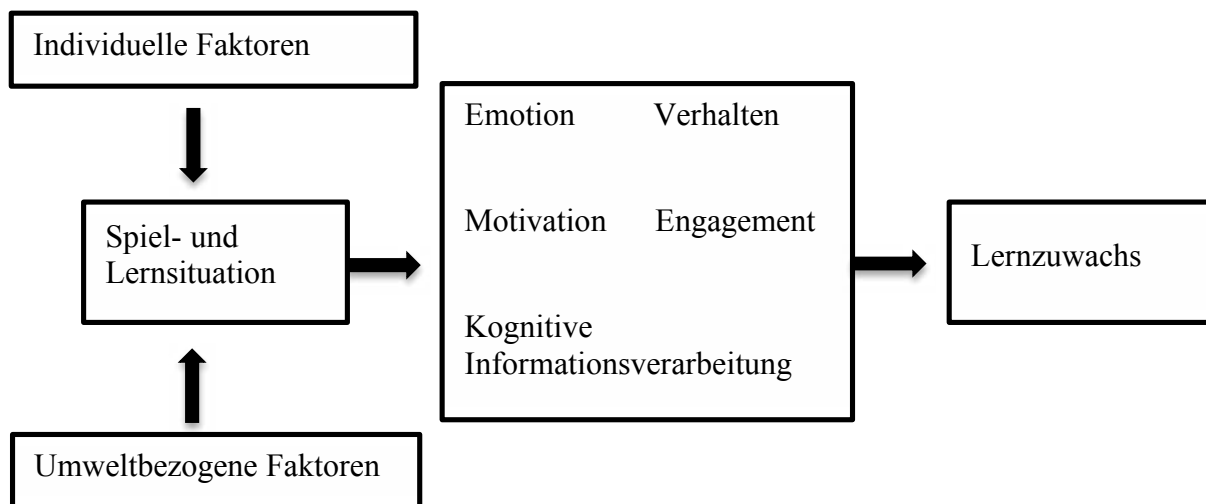 Individuelle Faktoren
Spiel- und
Lernsituation
Umweltbezogene Faktoren
Emotion Verhalten
Motivation Engagement
Kognitive
Informationsverarbeitung
Lernzuwachs